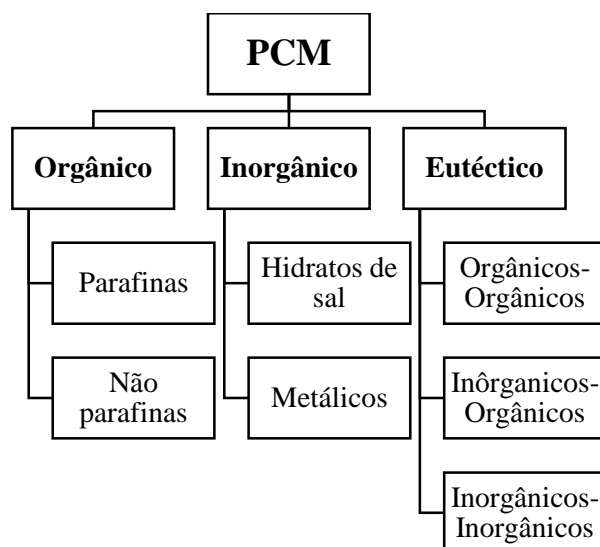 PCM
Orgânico
Inorgânico
Eutéctico
Parafinas
Não
parafinas
Hidratos de
sal
Metálicos
Orgânicos-
Orgânicos
Inôrganicos-
Orgânicos
Inorgânicos-
Inorgânicos